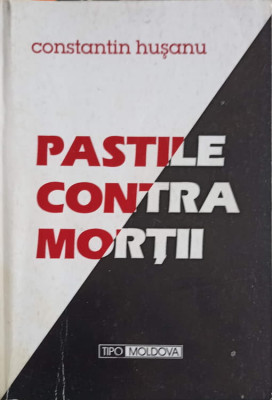 constantin hușanu
PASTILE
CONTRA
MORȚII
TIPO MOLDOVA